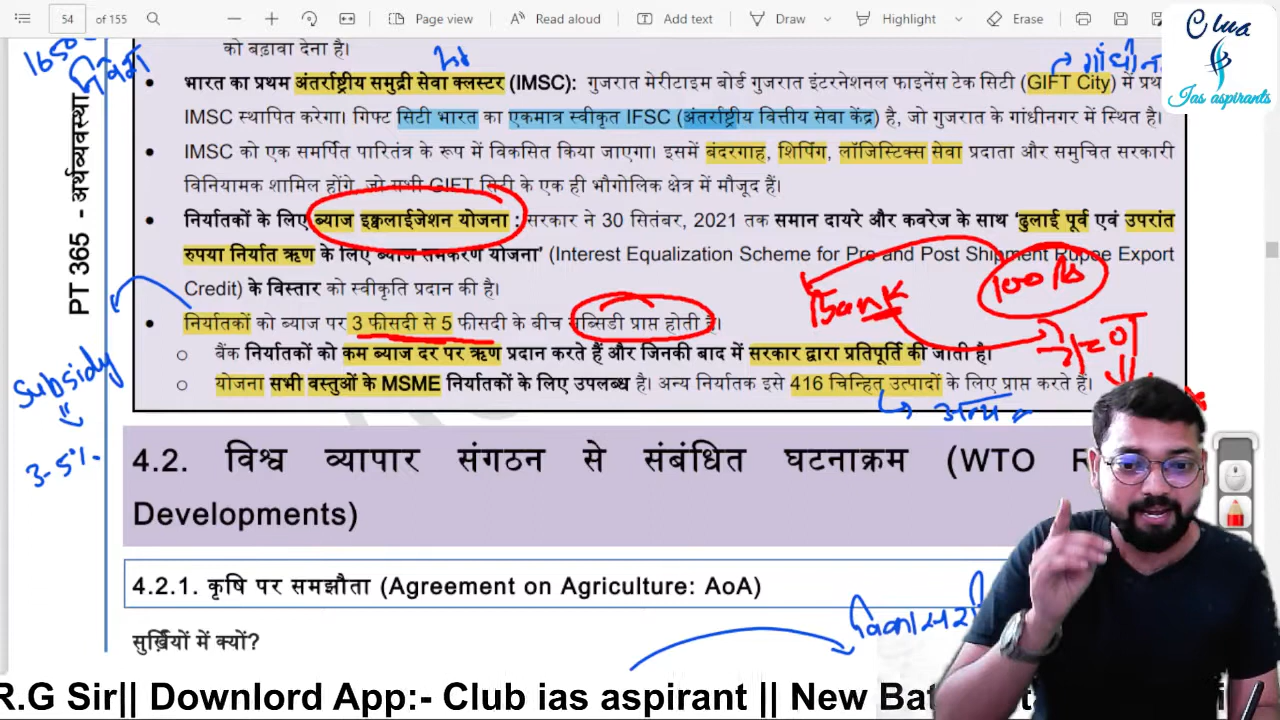 54 of 155
Page view
Read aloud
Add text
Draw
Highlight
Erase
Share
Clua
Ias aspirants
1650
PT 365 - अर्थव्यवस्था
को बढ़ावा देना है।
• भारत का प्रथम अंतर्राष्ट्रीय समुद्री सेवा क्लस्टर (IMSC): गुजरात मेरीटाइम बोर्ड गुजरात इंटरनेशनल फाइनेंस टेक सिटी (GIFT City) में प्रथ
IMSC स्थापित करेगा। गिफ्ट सिटी भारत का एकमात्र स्वीकृत IFSC (अंतर्राष्ट्रीय वित्तीय सेवा केंद्र) है, जो गुजरात के गांधीनगर में स्थित है।
• IMSC को एक समर्पित पारितंत्र के रूप में विकसित किया जाएगा। इसमें बंदरगाह, शिपिंग, लॉजिस्टिक्स सेवा प्रदाता और समुचित सरकारी
विनियामक शामिल होंगे, जो सभी GIFT सिटी के एक ही भौगोलिक क्षेत्र में मौजूद हैं।
• निर्यातकों के लिए ब्याज इक्वलाईजेशन योजना : सरकार ने 30 सितंबर, 2021 तक समान दायरे और कवरेज के साथ ‘ढुलाई पूर्व एवं उपरांत
रुपया निर्यात ऋण के लिए ब्याज समकरण योजना’ (Interest Equalization Scheme for Pre and Post Shipment Rupee Export
Credit) के विस्तार को स्वीकृति प्रदान की है।
100 Rs
Bank
• निर्यातकों को ब्याज पर 3 फीसदी से 5 फीसदी के बीच सब्सिडी प्राप्त होती है।
○ बैंक निर्यातकों को कम ब्याज दर पर ऋण प्रदान करते हैं और जिनकी बाद में सरकार द्वारा प्रतिपूर्ति की जाती है।
○ योजना सभी वस्तुओं के MSME निर्यातकों के लिए उपलब्ध है। अन्य निर्यातक इसे 416 चिन्हित उत्पादों के लिए प्राप्त करते हैं।
Subsidy
3-5%
अन्य
4.2. विश्व व्यापार संगठन से संबंधित घटनाक्रम (WTO R
Developments)
4.2.1. कृषि पर समझौता (Agreement on Agriculture: AoA)
सुर्ख़ियों में क्यों?
R.G Sir|| Downlord App:- Club ias aspirant || New Bat